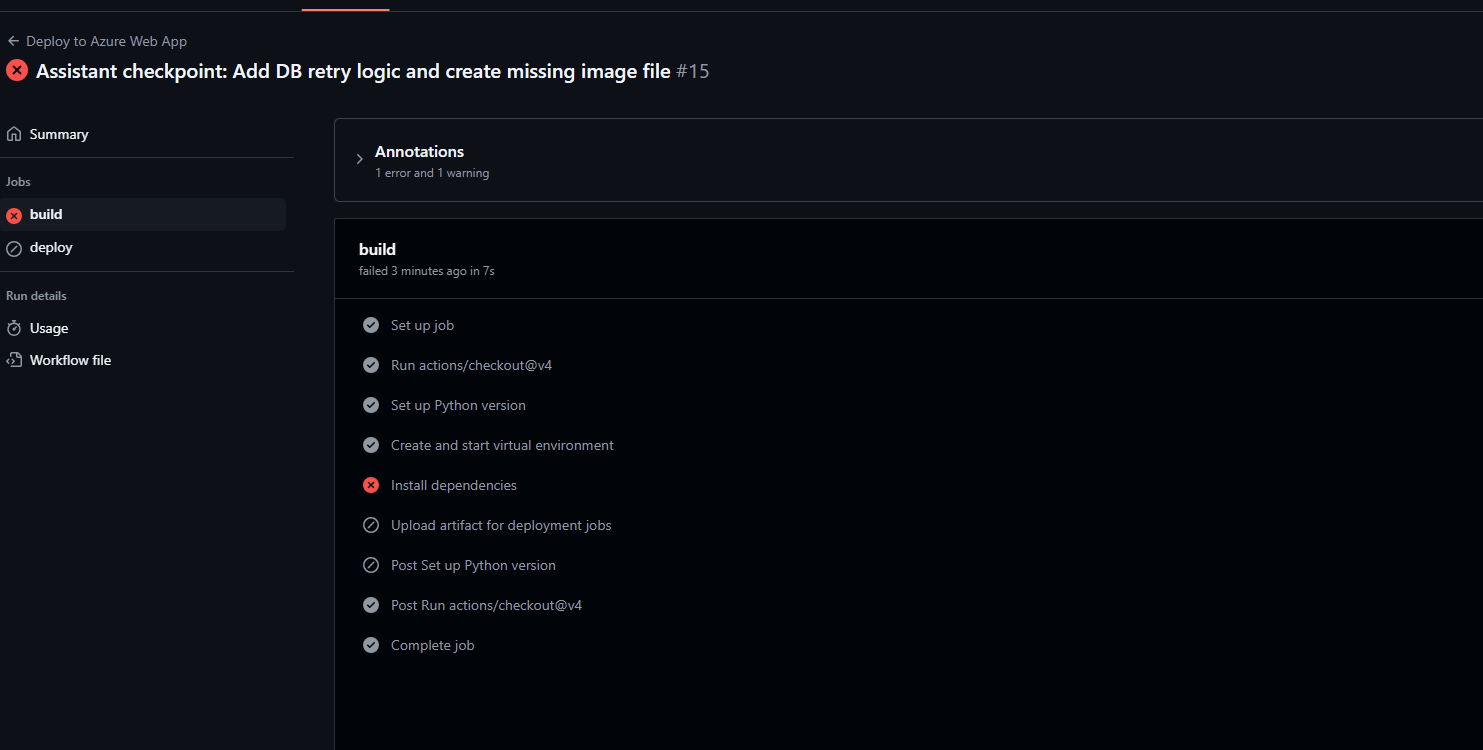 Deploy to Azure Web App
Assistant checkpoint: Add DB retry logic and create missing image file #15
Summary
Jobs
build
deploy
Run details
Usage
Workflow file
Annotations
1 error and 1 warning
build
failed 3 minutes ago in 7s
Set up job
Run actions/checkout@v4
Set up Python version
Create and start virtual environment
Install dependencies
Upload artifact for deployment jobs
Post Set up Python version
Post Run actions/checkout@v4
Complete job